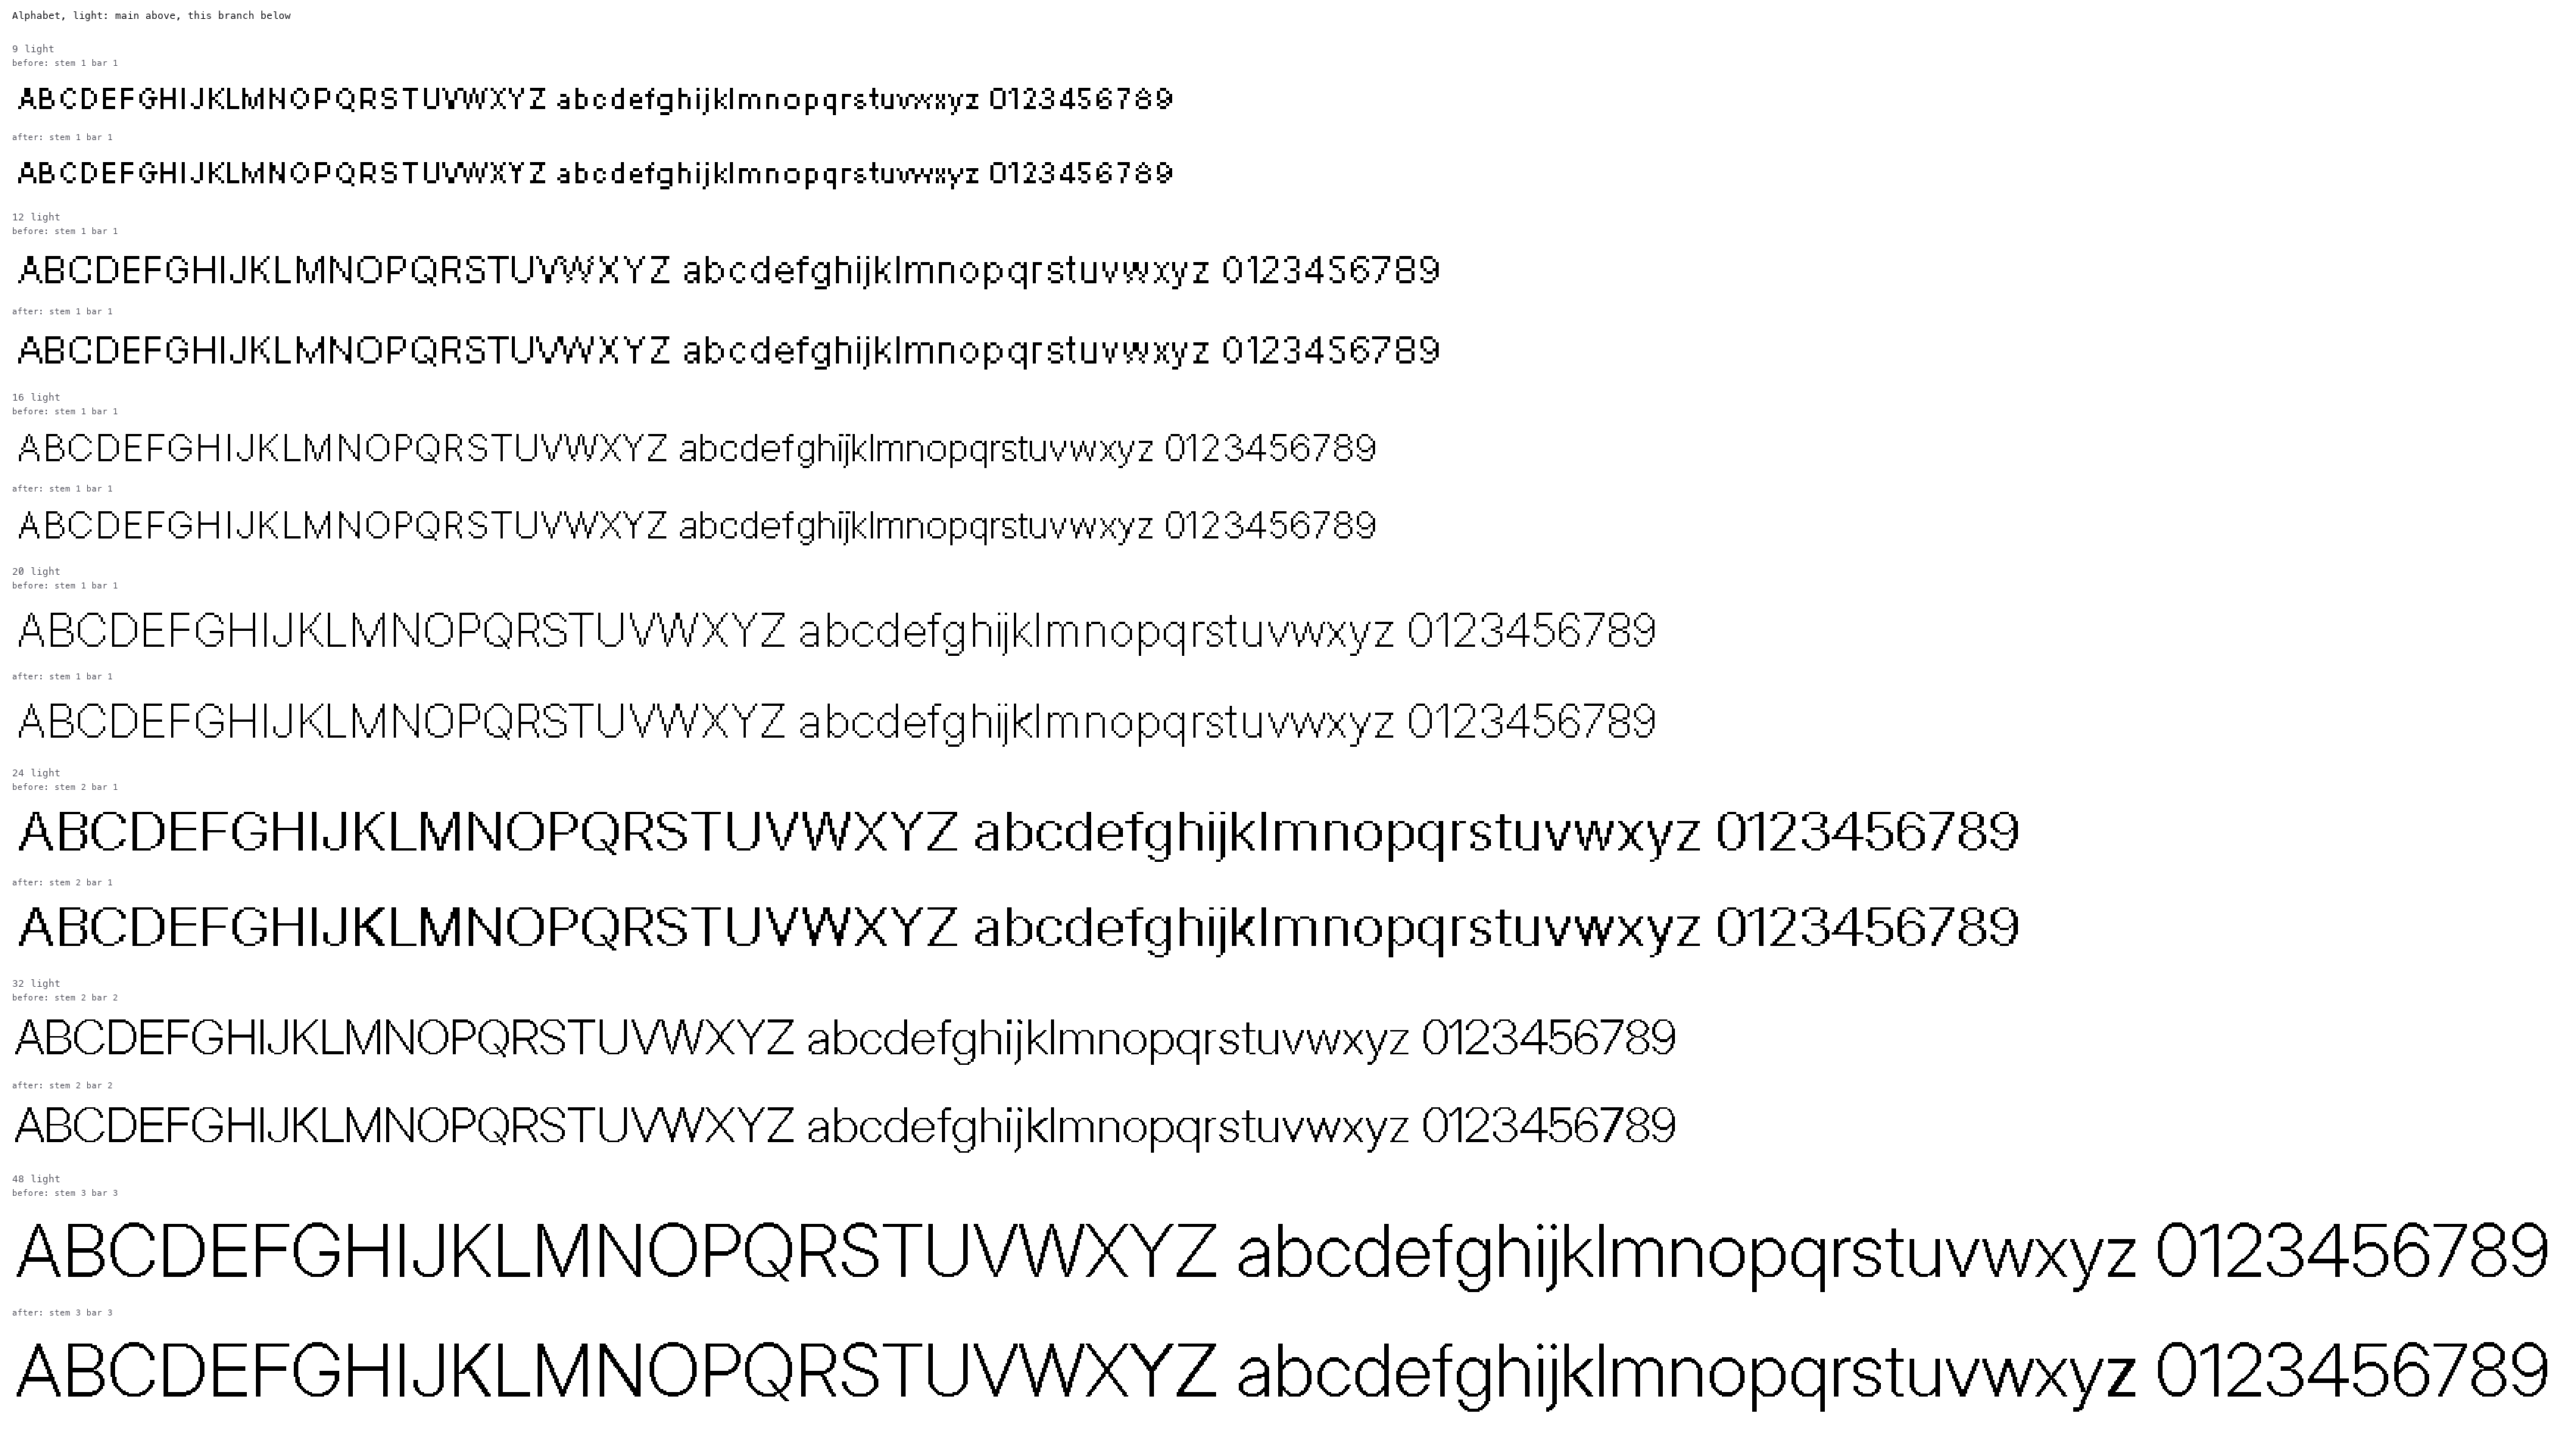 Alphabet, light: main above, this branch below
9 light
before: stem 1 bar 1
ABCDEFGHIJKLMNOPQRSTUVWXYZ abcdefghijklmnopqrstuvwxyz 0123456789
after: stem 1 bar 1
ABCDEFGHIJKLMNOPQRSTUVWXYZ abcdefghijklmnopqrstuvwxyz 0123456789
12 light
before: stem 1 bar 1
ABCDEFGHIJKLMNOPQRSTUVWXYZ abcdefghijklmnopqrstuvwxyz 0123456789
after: stem 1 bar 1
ABCDEFGHIJKLMNOPQRSTUVWXYZ abcdefghijklmnopqrstuvwxyz 0123456789
16 light
before: stem 1 bar 1
ABCDEFGHIJKLMNOPQRSTUVWXYZ abcdefghijklmnopqrstuvwxyz 0123456789
after: stem 1 bar 1
ABCDEFGHIJKLMNOPQRSTUVWXYZ abcdefghijklmnopqrstuvwxyz 0123456789
20 light
before: stem 1 bar 1
ABCDEFGHIJKLMNOPQRSTUVWXYZ abcdefghijklmnopqrstuvwxyz 0123456789
after: stem 1 bar 1
ABCDEFGHIJKLMNOPQRSTUVWXYZ abcdefghijklmnopqrstuvwxyz 0123456789
24 light
before: stem 2 bar 1
ABCDEFGHIJKLMNOPQRSTUVWXYZ abcdefghijklmnopqrstuvwxyz 0123456789
after: stem 2 bar 1
ABCDEFGHIJKLMNOPQRSTUVWXYZ abcdefghijklmnopqrstuvwxyz 0123456789
32 light
before: stem 2 bar 2
ABCDEFGHIJKLMNOPQRSTUVWXYZ abcdefghijklmnopqrstuvwxyz 0123456789
after: stem 2 bar 2
ABCDEFGHIJKLMNOPQRSTUVWXYZ abcdefghijklmnopqrstuvwxyz 0123456789
48 light
before: stem 3 bar 3
ABCDEFGHIJKLMNOPQRSTUVWXYZ abcdefghijklmnopqrstuvwxyz 0123456789
after: stem 3 bar 3
ABCDEFGHIJKLMNOPQRSTUVWXYZ abcdefghijklmnopqrstuvwxyz 0123456789